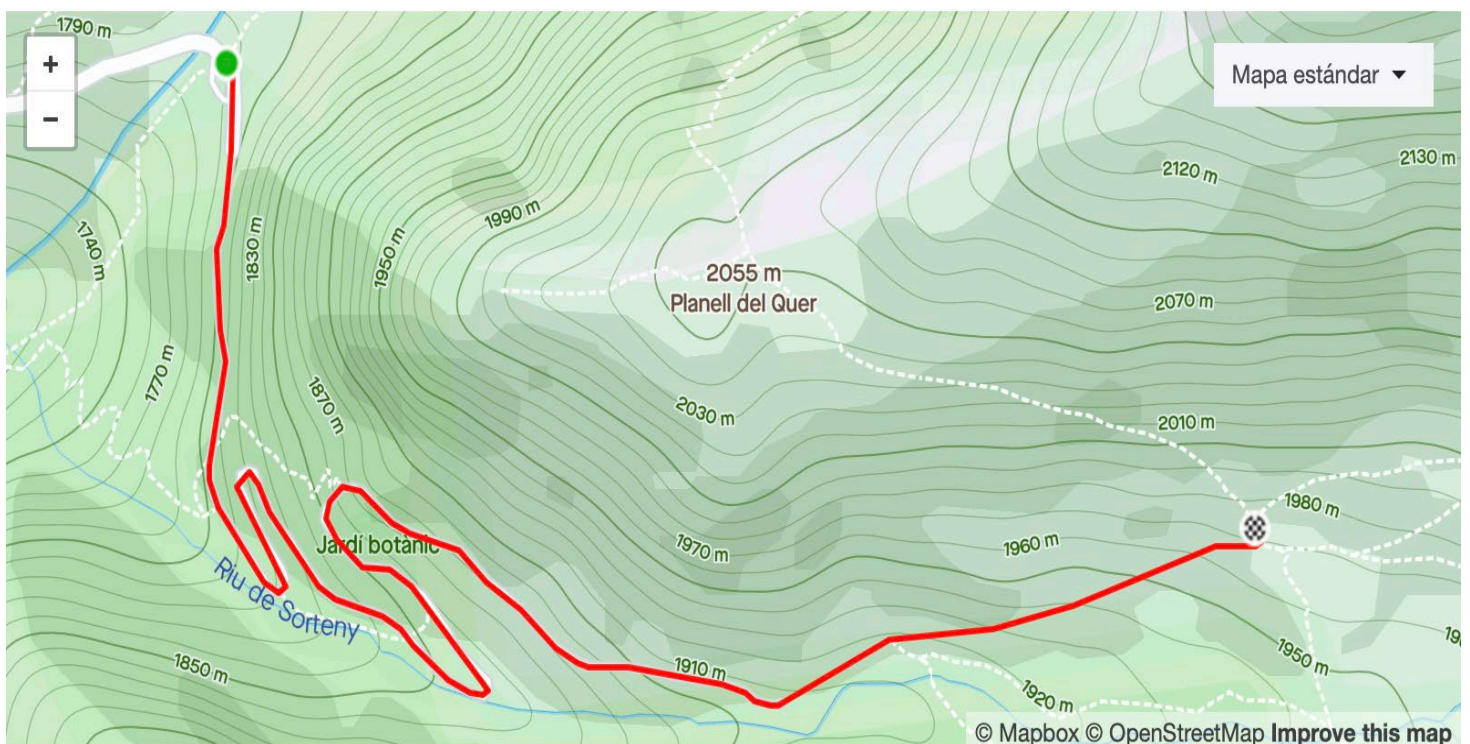 1790 m
+
−
Mapa estándar
2130 m
2120 m
1990 m
1740 m
1830 m
1950 m
2055 m
Planell del Quer
2070 m
1770 m
1870 m
2030 m
2010 m
1980 m
Jardí botànic
1970 m
1960 m
Riu de Sorteny
1850 m
1910 m
1950 m
1920 m
© Mapbox © OpenStreetMap Improve this map